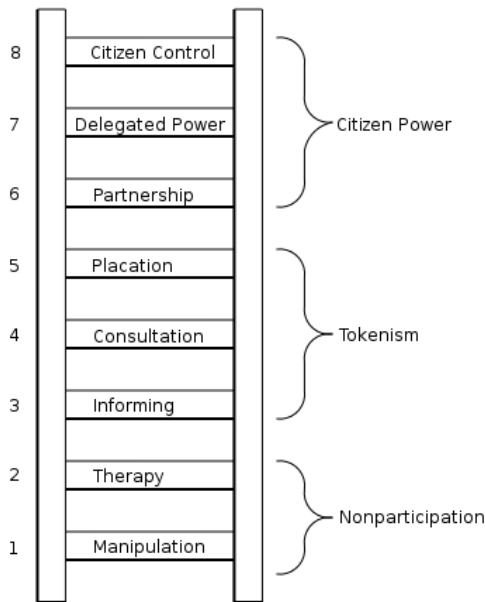 8 Citizen Control
7 Delegated Power
Citizen Power
6 Partnership
5 Placation
4 Consultation
Tokenism
3 Informing
2 Therapy
Nonparticipation
1 Manipulation